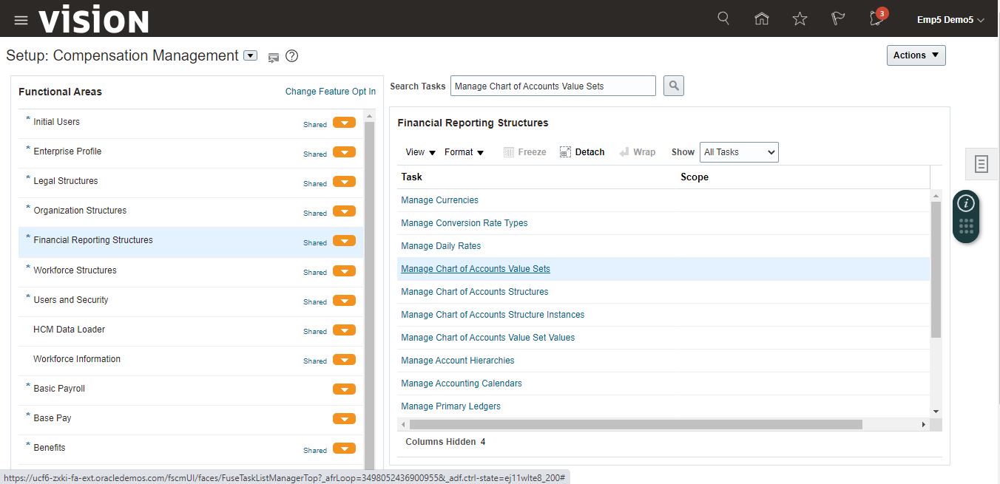 vision
3
Emp5 Demo5
Setup: Compensation Management
Actions
Functional Areas
Change Feature Opt In
* Initial Users Shared
* Enterprise Profile Shared
* Legal Structures Shared
* Organization Structures Shared
* Financial Reporting Structures Shared
* Workforce Structures Shared
* Users and Security Shared
HCM Data Loader Shared
Workforce Information Shared
* Basic Payroll
* Base Pay
* Benefits Shared
Search Tasks Manage Chart of Accounts Value Sets
Financial Reporting Structures
View Format Freeze Detach Wrap Show All Tasks
Task Scope
Manage Currencies
Manage Conversion Rate Types
Manage Daily Rates
Manage Chart of Accounts Value Sets
Manage Chart of Accounts Structures
Manage Chart of Accounts Structure Instances
Manage Chart of Accounts Value Set Values
Manage Account Hierarchies
Manage Accounting Calendars
Manage Primary Ledgers
Columns Hidden 4
https://ucf6-zxki-fa-ext.oracledemos.com/fscmUI/faces/FuseTaskListManagerTop?_afrLoop=3498052436900955&_adf.ctrl-state=ej11wlte8_200#